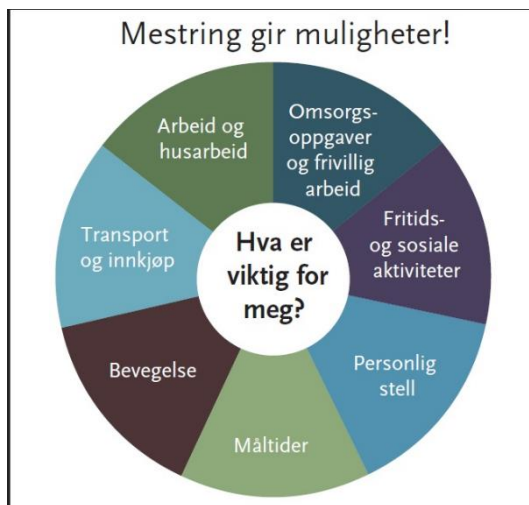 Mestring gir muligheter!
Arbeid og
husarbeid
Omsorgs-
oppgaver
og frivillig
arbeid
Fritids-
og sosiale
aktiviteter
Personlig
stell
Måltider
Bevegelse
Transport
og innkjøp
Hva er
viktig for
meg?